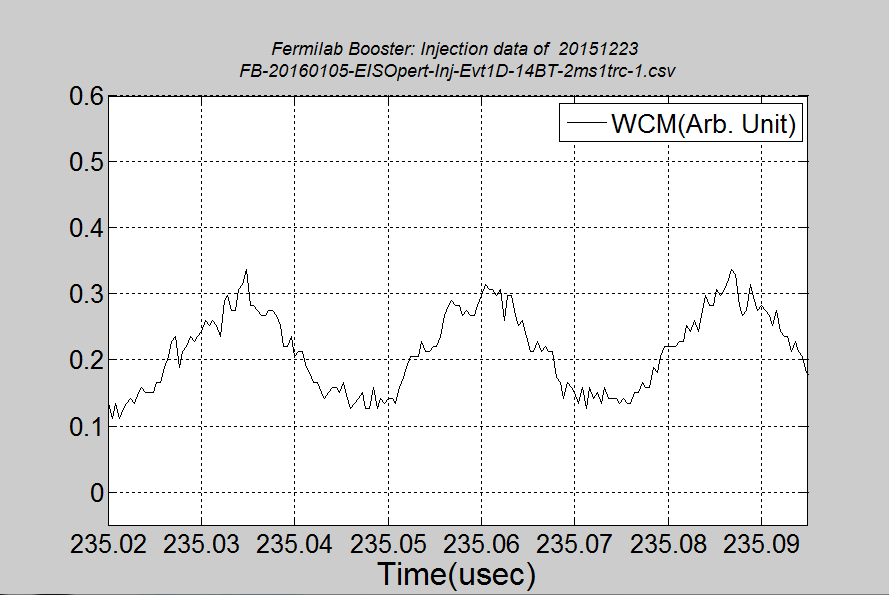 Fermilab Booster: Injection data of 20151223
FB-20160105-EISOpert-Inj-Evt1D-14BT-2ms1trc-1.csv
WCM(Arb. Unit)
0.6
0.5
0.4
0.3
0.2
0.1
0
235.02 235.03 235.04 235.05 235.06 235.07 235.08 235.09
Time(usec)